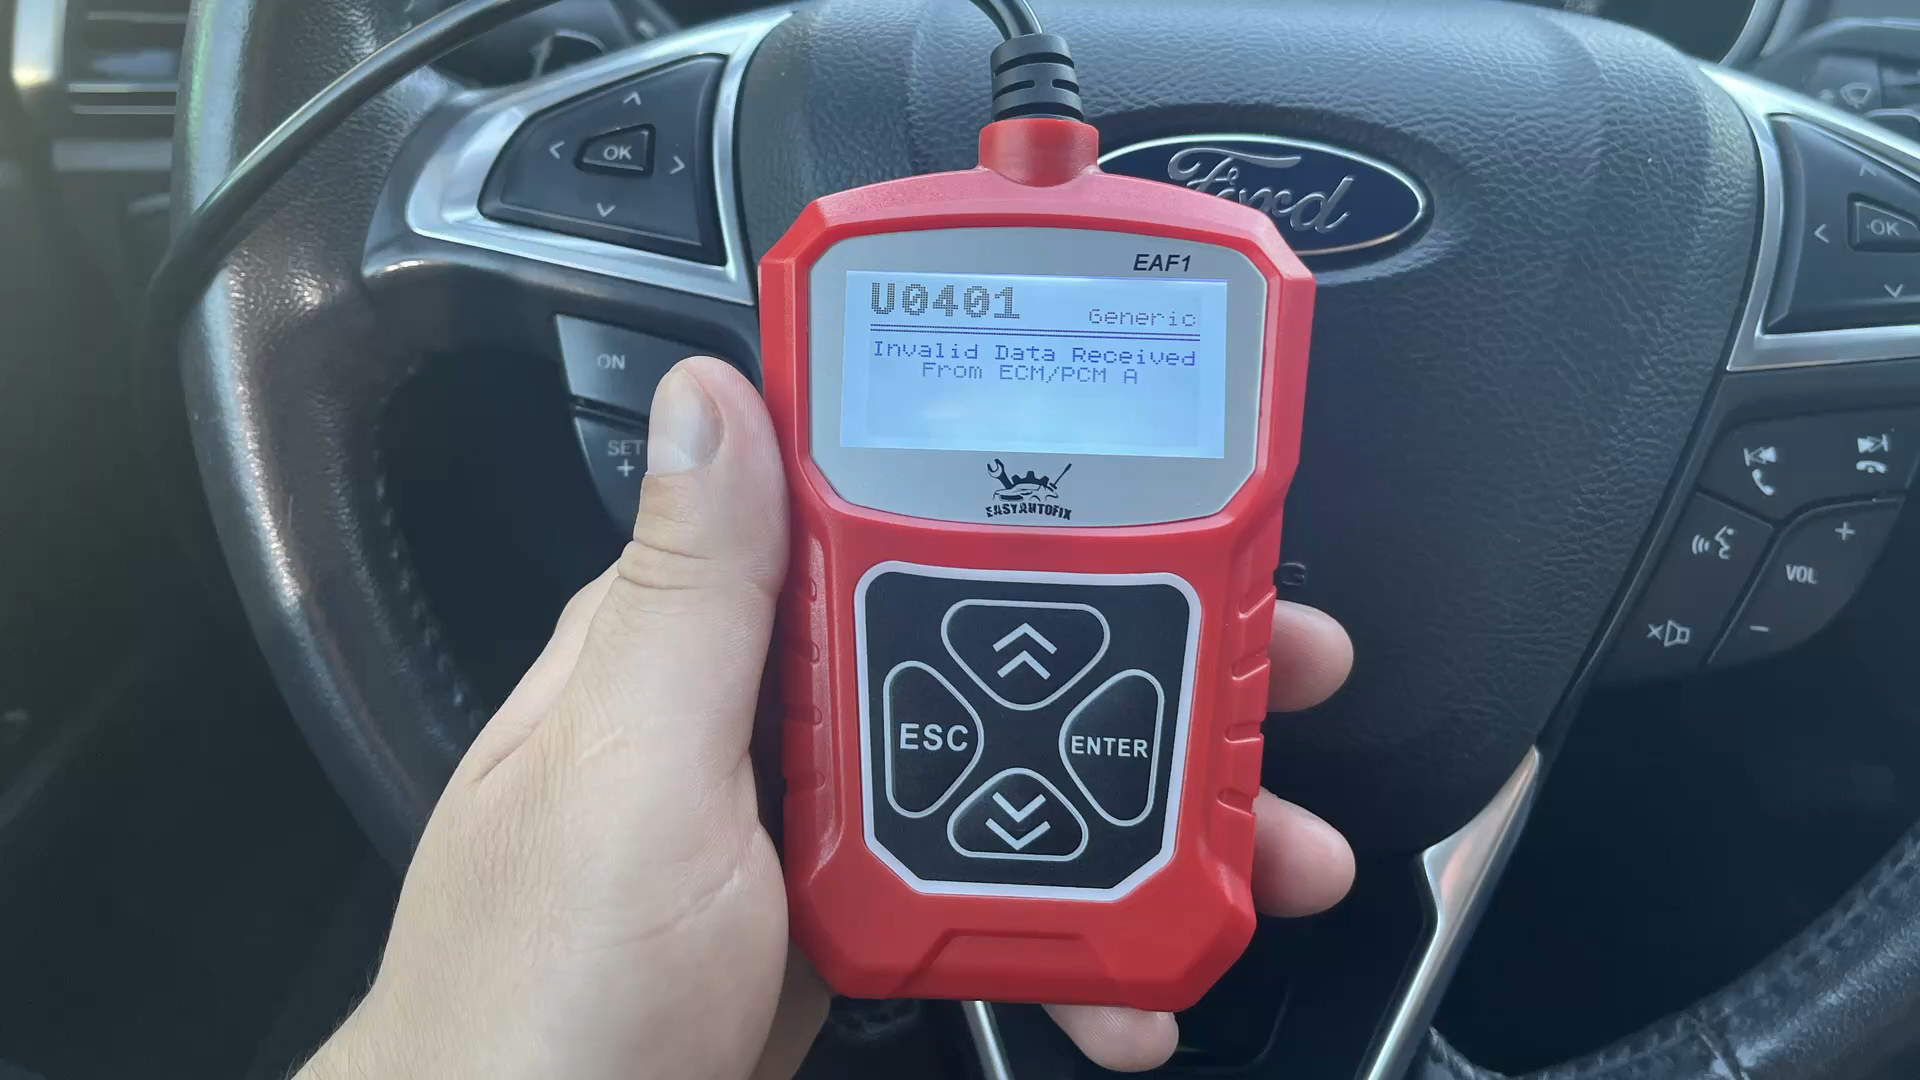 OK
Ford
OK
EAF1
U0401
Generic
Invalid Data Received
From ECM/PCM A
EASYAUTOFIX
ON
SET
+
+
VOL
−
ESC
ENTER